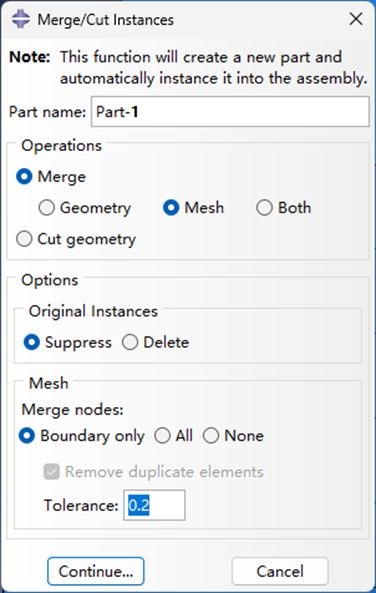 Merge/Cut Instances
Note: This function will create a new part and
automatically instance it into the assembly.
Part name: Part-1
Operations
Merge
Geometry Mesh Both
Cut geometry
Options
Original Instances
Suppress Delete
Mesh
Merge nodes:
Boundary only All None
Remove duplicate elements
Tolerance: 0.2
Continue... Cancel